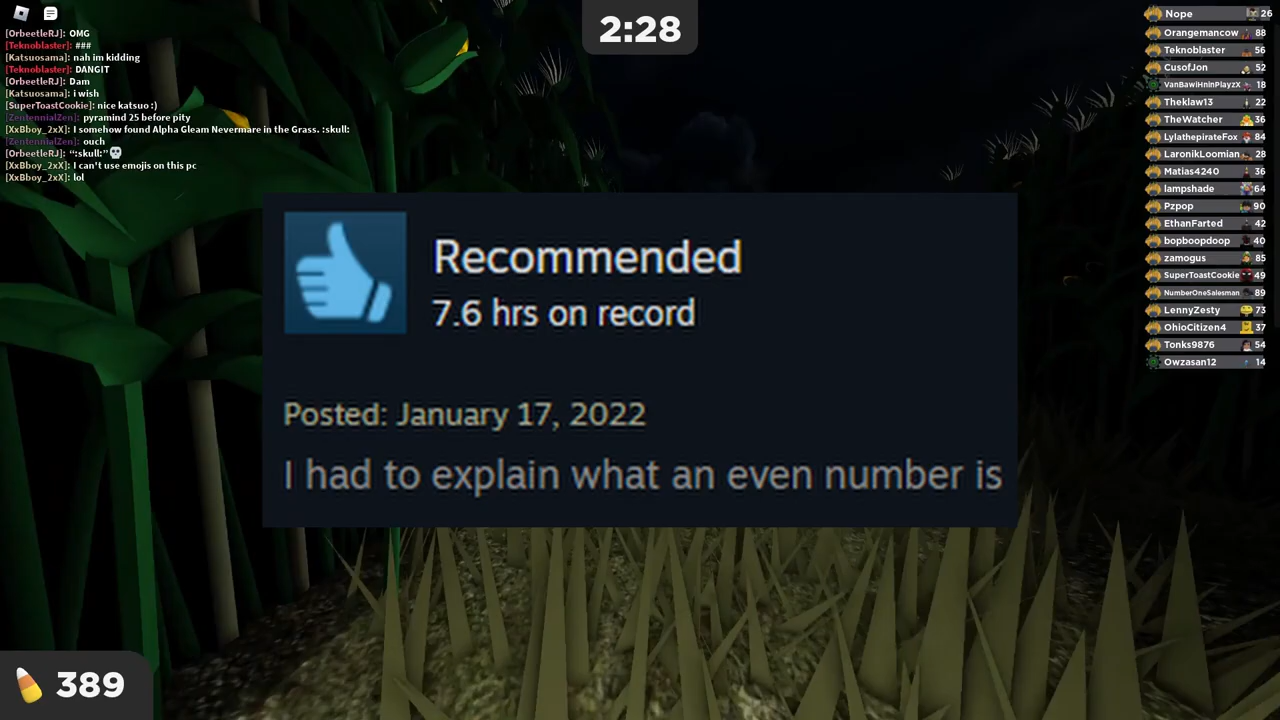 [OrbeetleRJ]: OMG
[Teknoblaster]: ###
[Katsuosama]: nah im kidding
[Teknoblaster]: DANGIT
[OrbeetleRJ]: Dam
[Katsuosama]: i wish
[SuperToastCookie]: nice katsuo :)
[ZentennialZen]: pyramind 25 before pity
[XxBboy_2xX]: I somehow found Alpha Gleam Nevermare in the Grass. :skull:
[ZentennialZen]: ouch
[OrbeetleRJ]: “:skull:”💀
[XxBboy_2xX]: I can't use emojis on this pc
[XxBboy_2xX]: lol
2:28
Nope 26
Orangemancow 88
Teknoblaster 56
CusofJon 52
VanBawiHninPlayzX 18
Theklaw13 22
TheWatcher 36
LylathepirateFox 84
LaronikLoomian 28
Matias4240 36
lampshade 64
Pzpop 90
EthanFarted 42
bopboopdoop 40
zamogus 85
SuperToastCookie 49
NumberOneSalesman 89
LennyZesty 73
OhioCitizen4 37
Tonks9876 54
Owzasan12 14
Recommended
7.6 hrs on record
Posted: January 17, 2022
I had to explain what an even number is
389